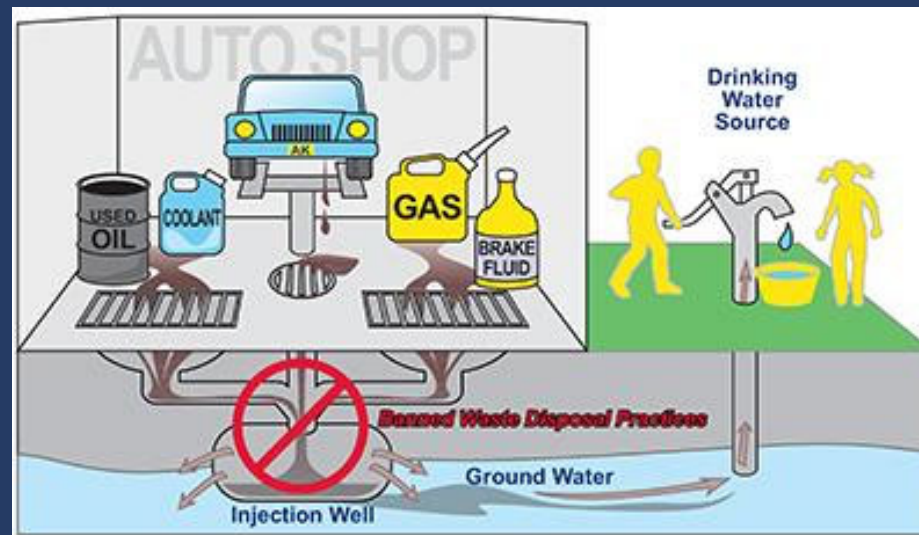 AUTO SHOP
AK
USED
OIL
COOLANT
GAS
BRAKE
FLUID
Drinking
Water
Source
Banned Waste Disposal Practices
Ground Water
Injection Well